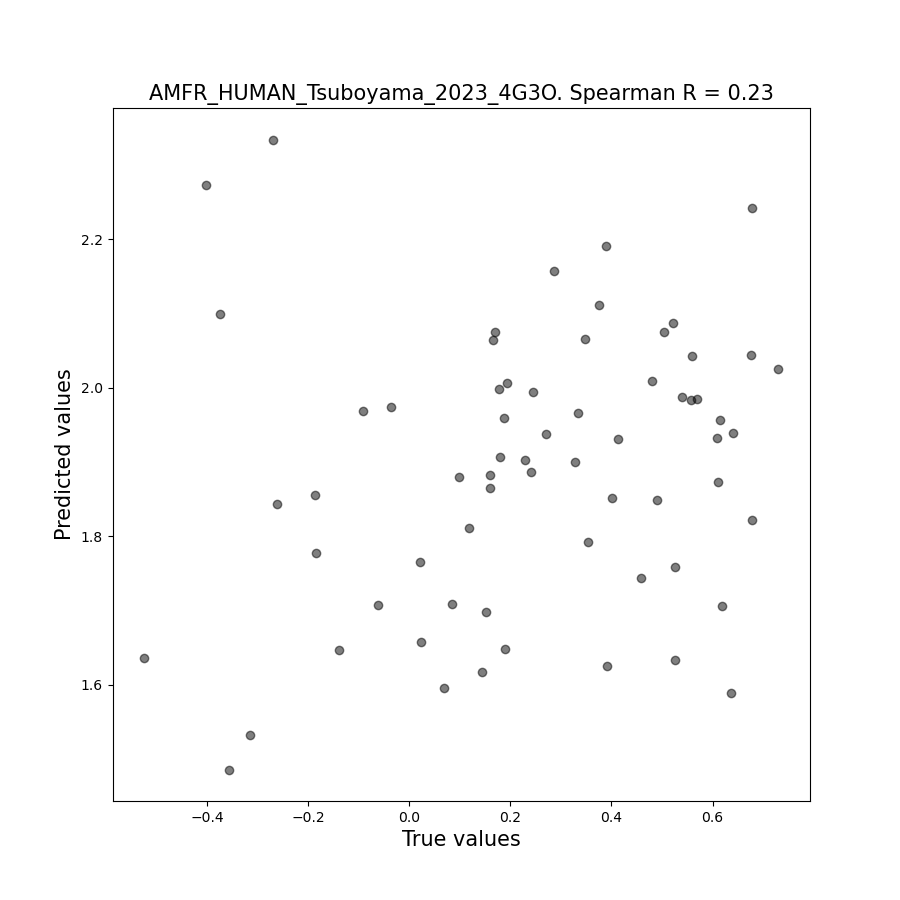 AMFR_HUMAN_Tsuboyama_2023_4G3O. Spearman R = 0.23
Predicted values
2.2
2.0
1.8
1.6
−0.4 −0.2 0.0 0.2 0.4 0.6
True values